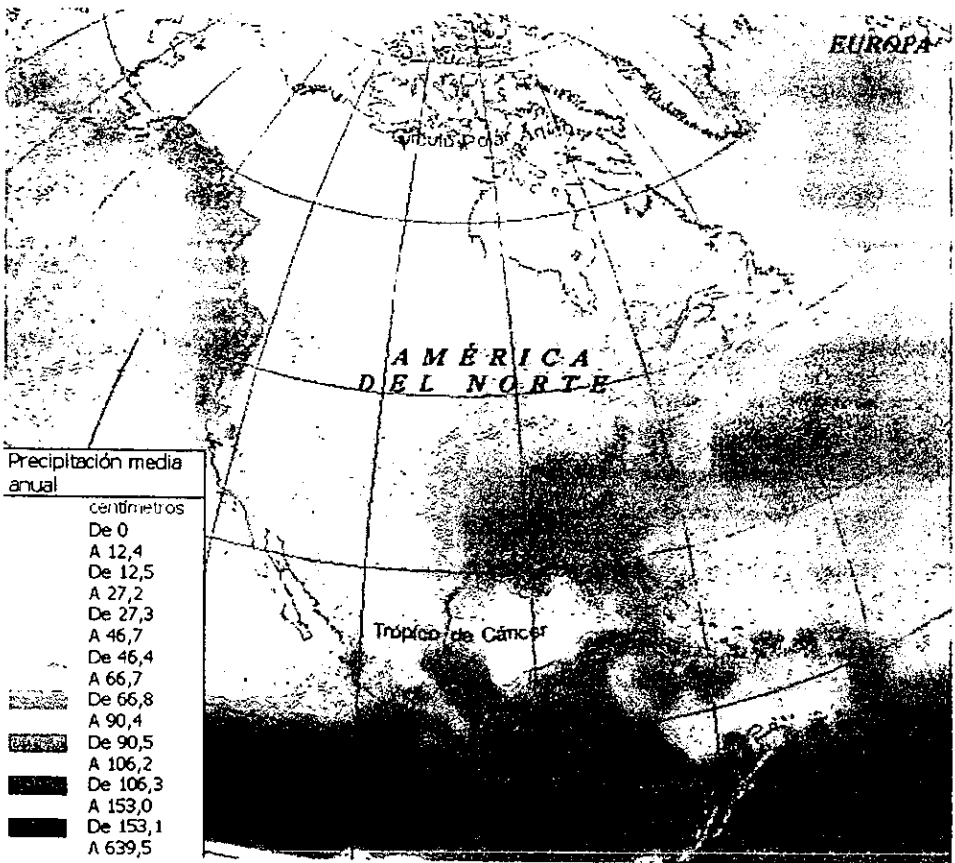 EUROPA
Círculo Polar Ártico
AMÉRICA
DEL NORTE
Trópico de Cáncer
Precipitación media
anual
centímetros
De 0
A 12,4
De 12,5
A 27,2
De 27,3
A 46,7
De 46,4
A 66,7
De 66,8
A 90,4
De 90,5
A 106,2
De 106,3
A 153,0
De 153,1
A 639,5